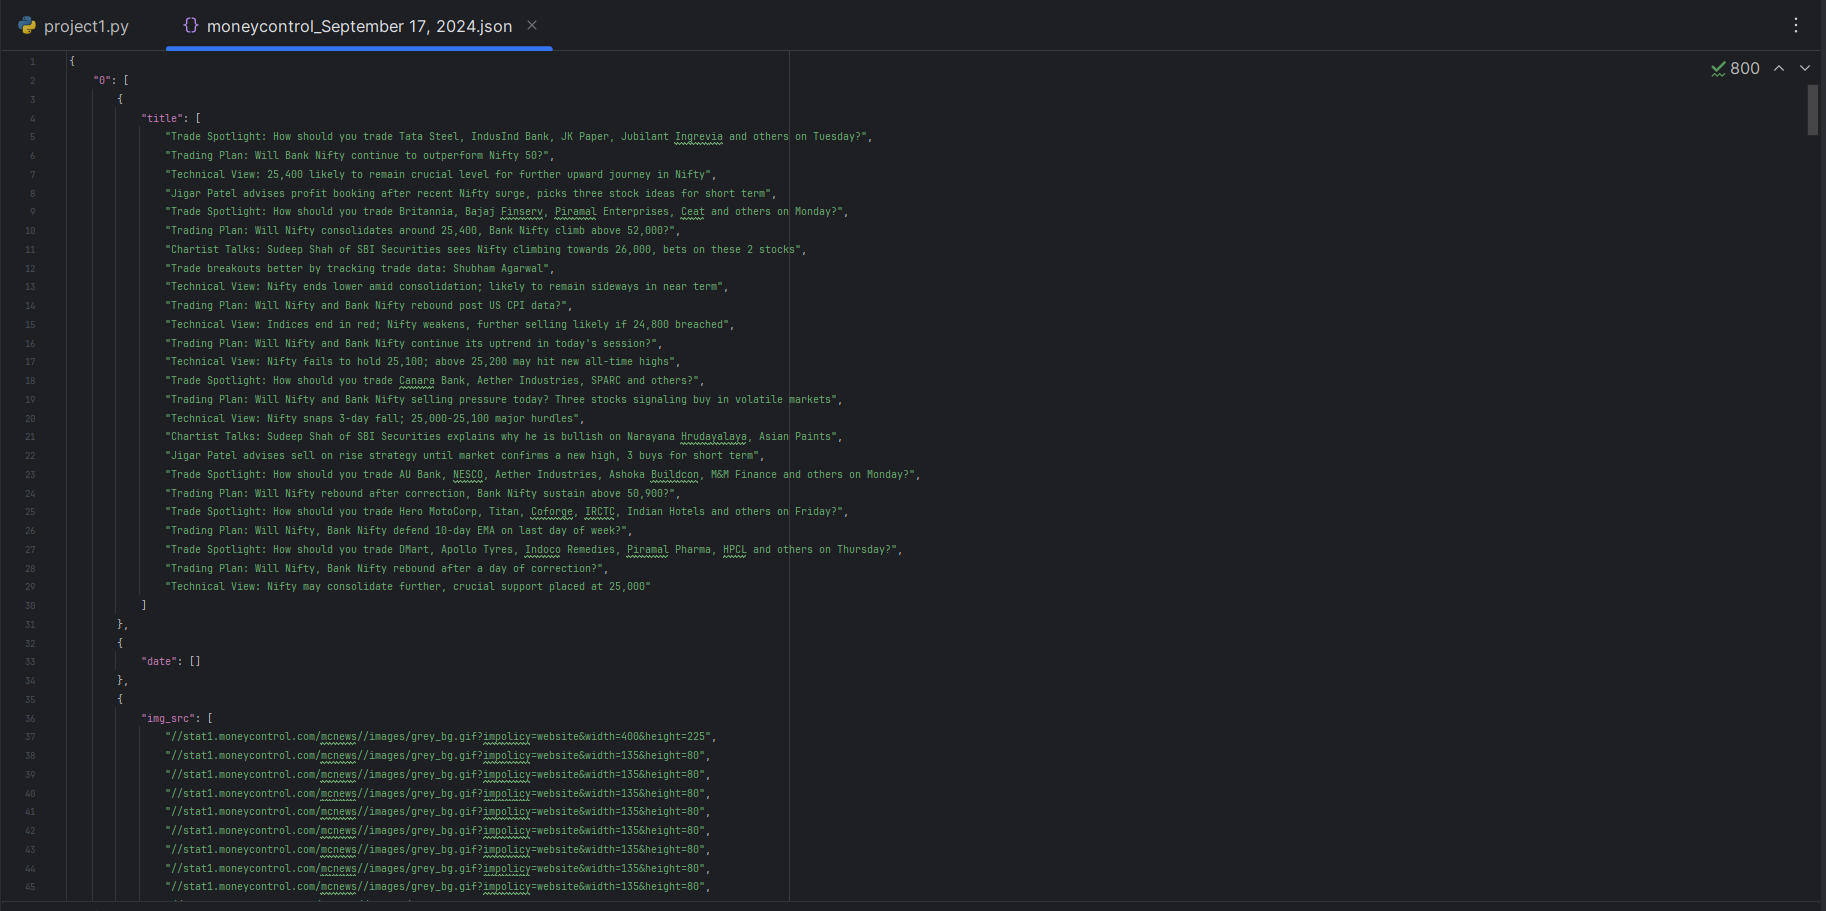 project1.py
{} moneycontrol_September 17, 2024.json
800
1 {
2 "0": [
3 {
4 "title": [
5 "Trade Spotlight: How should you trade Tata Steel, IndusInd Bank, JK Paper, Jubilant Ingrevia and others on Tuesday?",
6 "Trading Plan: Will Bank Nifty continue to outperform Nifty 50?",
7 "Technical View: 25,400 likely to remain crucial level for further upward journey in Nifty",
8 "Jigar Patel advises profit booking after recent Nifty surge, picks three stock ideas for short term",
9 "Trade Spotlight: How should you trade Britannia, Bajaj Finserv, Piramal Enterprises, Ceat and others on Monday?",
10 "Trading Plan: Will Nifty consolidates around 25,400, Bank Nifty climb above 52,000?",
11 "Chartist Talks: Sudeep Shah of SBI Securities sees Nifty climbing towards 26,000, bets on these 2 stocks",
12 "Trade breakouts better by tracking trade data: Shubham Agarwal",
13 "Technical View: Nifty ends lower amid consolidation; likely to remain sideways in near term",
14 "Trading Plan: Will Nifty and Bank Nifty rebound post US CPI data?",
15 "Technical View: Indices end in red; Nifty weakens, further selling likely if 24,800 breached",
16 "Trading Plan: Will Nifty and Bank Nifty continue its uptrend in today's session?",
17 "Technical View: Nifty fails to hold 25,100; above 25,200 may hit new all-time highs",
18 "Trade Spotlight: How should you trade Canara Bank, Aether Industries, SPARC and others?",
19 "Trading Plan: Will Nifty and Bank Nifty selling pressure today? Three stocks signaling buy in volatile markets",
20 "Technical View: Nifty snaps 3-day fall; 25,000-25,100 major hurdles",
21 "Chartist Talks: Sudeep Shah of SBI Securities explains why he is bullish on Narayana Hrudayalaya, Asian Paints",
22 "Jigar Patel advises sell on rise strategy until market confirms a new high, 3 buys for short term",
23 "Trade Spotlight: How should you trade AU Bank, NESCO, Aether Industries, Ashoka Buildcon, M&M Finance and others on Monday?",
24 "Trading Plan: Will Nifty rebound after correction, Bank Nifty sustain above 50,900?",
25 "Trade Spotlight: How should you trade Hero MotoCorp, Titan, Coforge, IRCTC, Indian Hotels and others on Friday?",
26 "Trading Plan: Will Nifty, Bank Nifty defend 10-day EMA on last day of week?",
27 "Trade Spotlight: How should you trade DMart, Apollo Tyres, Indoco Remedies, Piramal Pharma, HPCL and others on Thursday?",
28 "Trading Plan: Will Nifty, Bank Nifty rebound after a day of correction?",
29 "Technical View: Nifty may consolidate further, crucial support placed at 25,000"
30 ]
31 },
32 {
33 "date": []
34 },
35 {
36 "img_src": [
37 "//stat1.moneycontrol.com/mcnews//images/grey_bg.gif?impolicy=website&width=400&height=225",
38 "//stat1.moneycontrol.com/mcnews//images/grey_bg.gif?impolicy=website&width=135&height=80",
39 "//stat1.moneycontrol.com/mcnews//images/grey_bg.gif?impolicy=website&width=135&height=80",
40 "//stat1.moneycontrol.com/mcnews//images/grey_bg.gif?impolicy=website&width=135&height=80",
41 "//stat1.moneycontrol.com/mcnews//images/grey_bg.gif?impolicy=website&width=135&height=80",
42 "//stat1.moneycontrol.com/mcnews//images/grey_bg.gif?impolicy=website&width=135&height=80",
43 "//stat1.moneycontrol.com/mcnews//images/grey_bg.gif?impolicy=website&width=135&height=80",
44 "//stat1.moneycontrol.com/mcnews//images/grey_bg.gif?impolicy=website&width=135&height=80",
45 "//stat1.moneycontrol.com/mcnews//images/grey_bg.gif?impolicy=website&width=135&height=80",